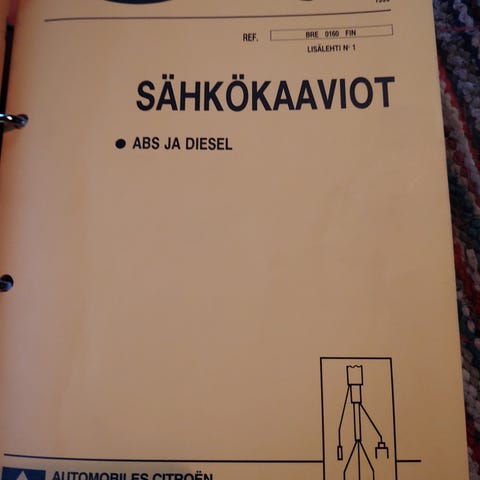 REF. BRE 0160 FIN
LISÄLEHTI N° 1
SÄHKÖKAAVIOT
● ABS JA DIESEL
AUTOMOBILES CITROËN